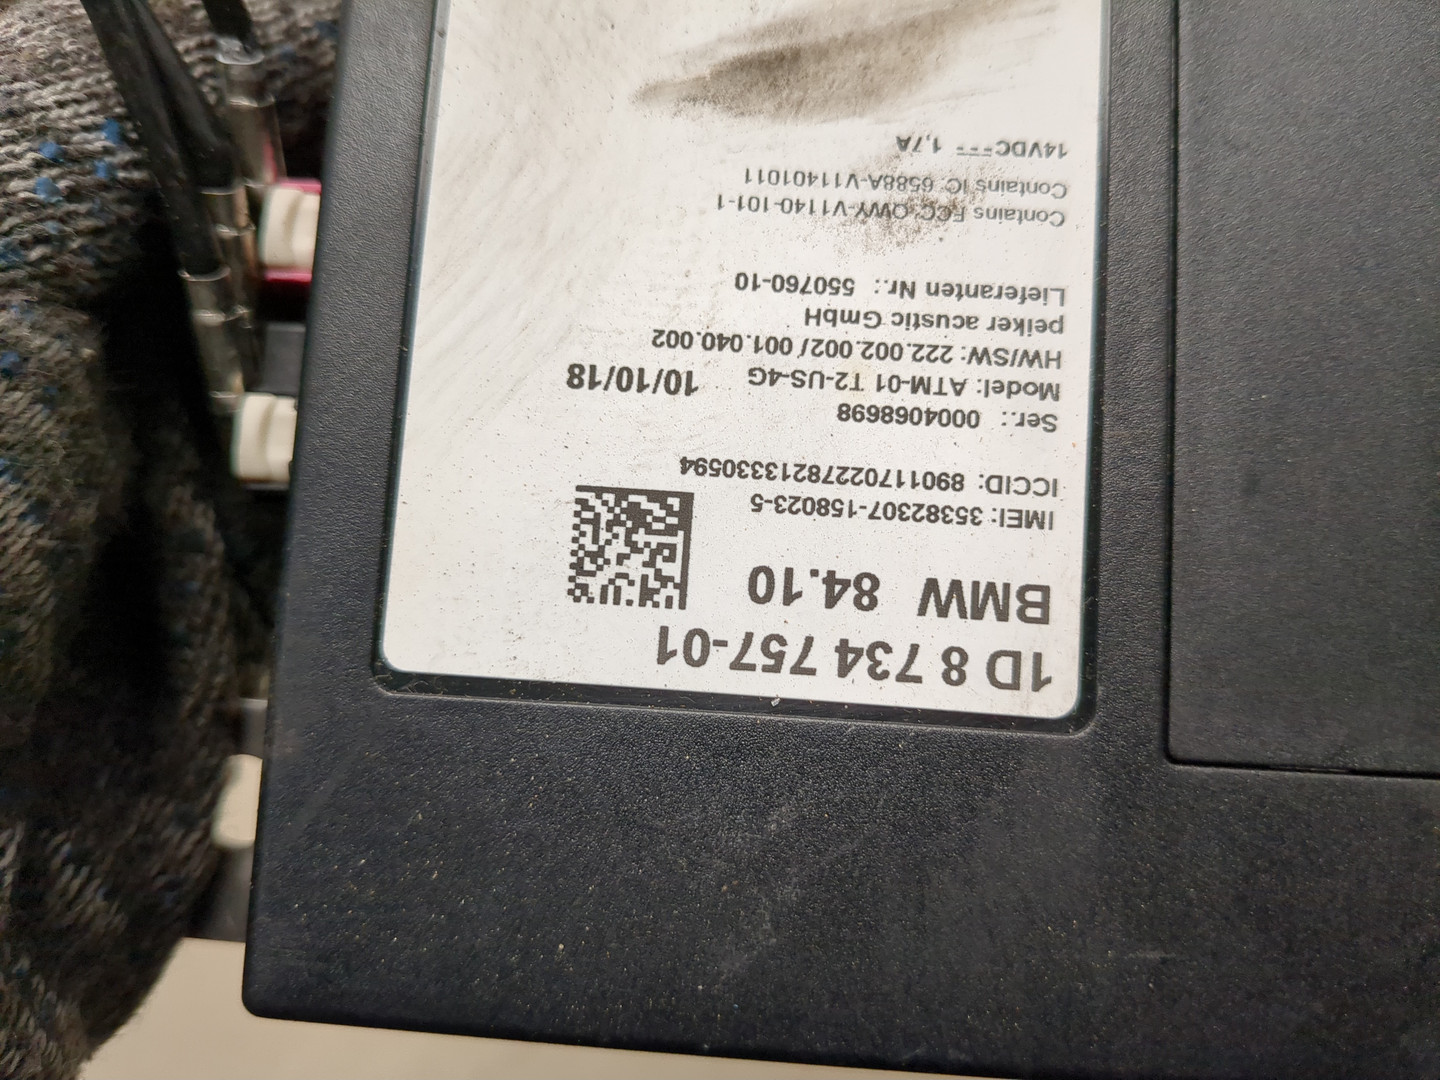 1D 8 734 757-01
BMW 84.10
IMEI: 35382307-158023-5
ICCID: 89011702278213330594
Ser.: 0004068698
Model: ATM-01 T2-US-4G 10/10/18
HW/SW: 222.002.002/ 001.040.002
peiker acustic GmbH
Lieferanten Nr.: 550760-10
Contains FCC QWY-V1140-101-1
Contains IC 6588A-V11401011
14VDC 1,7A